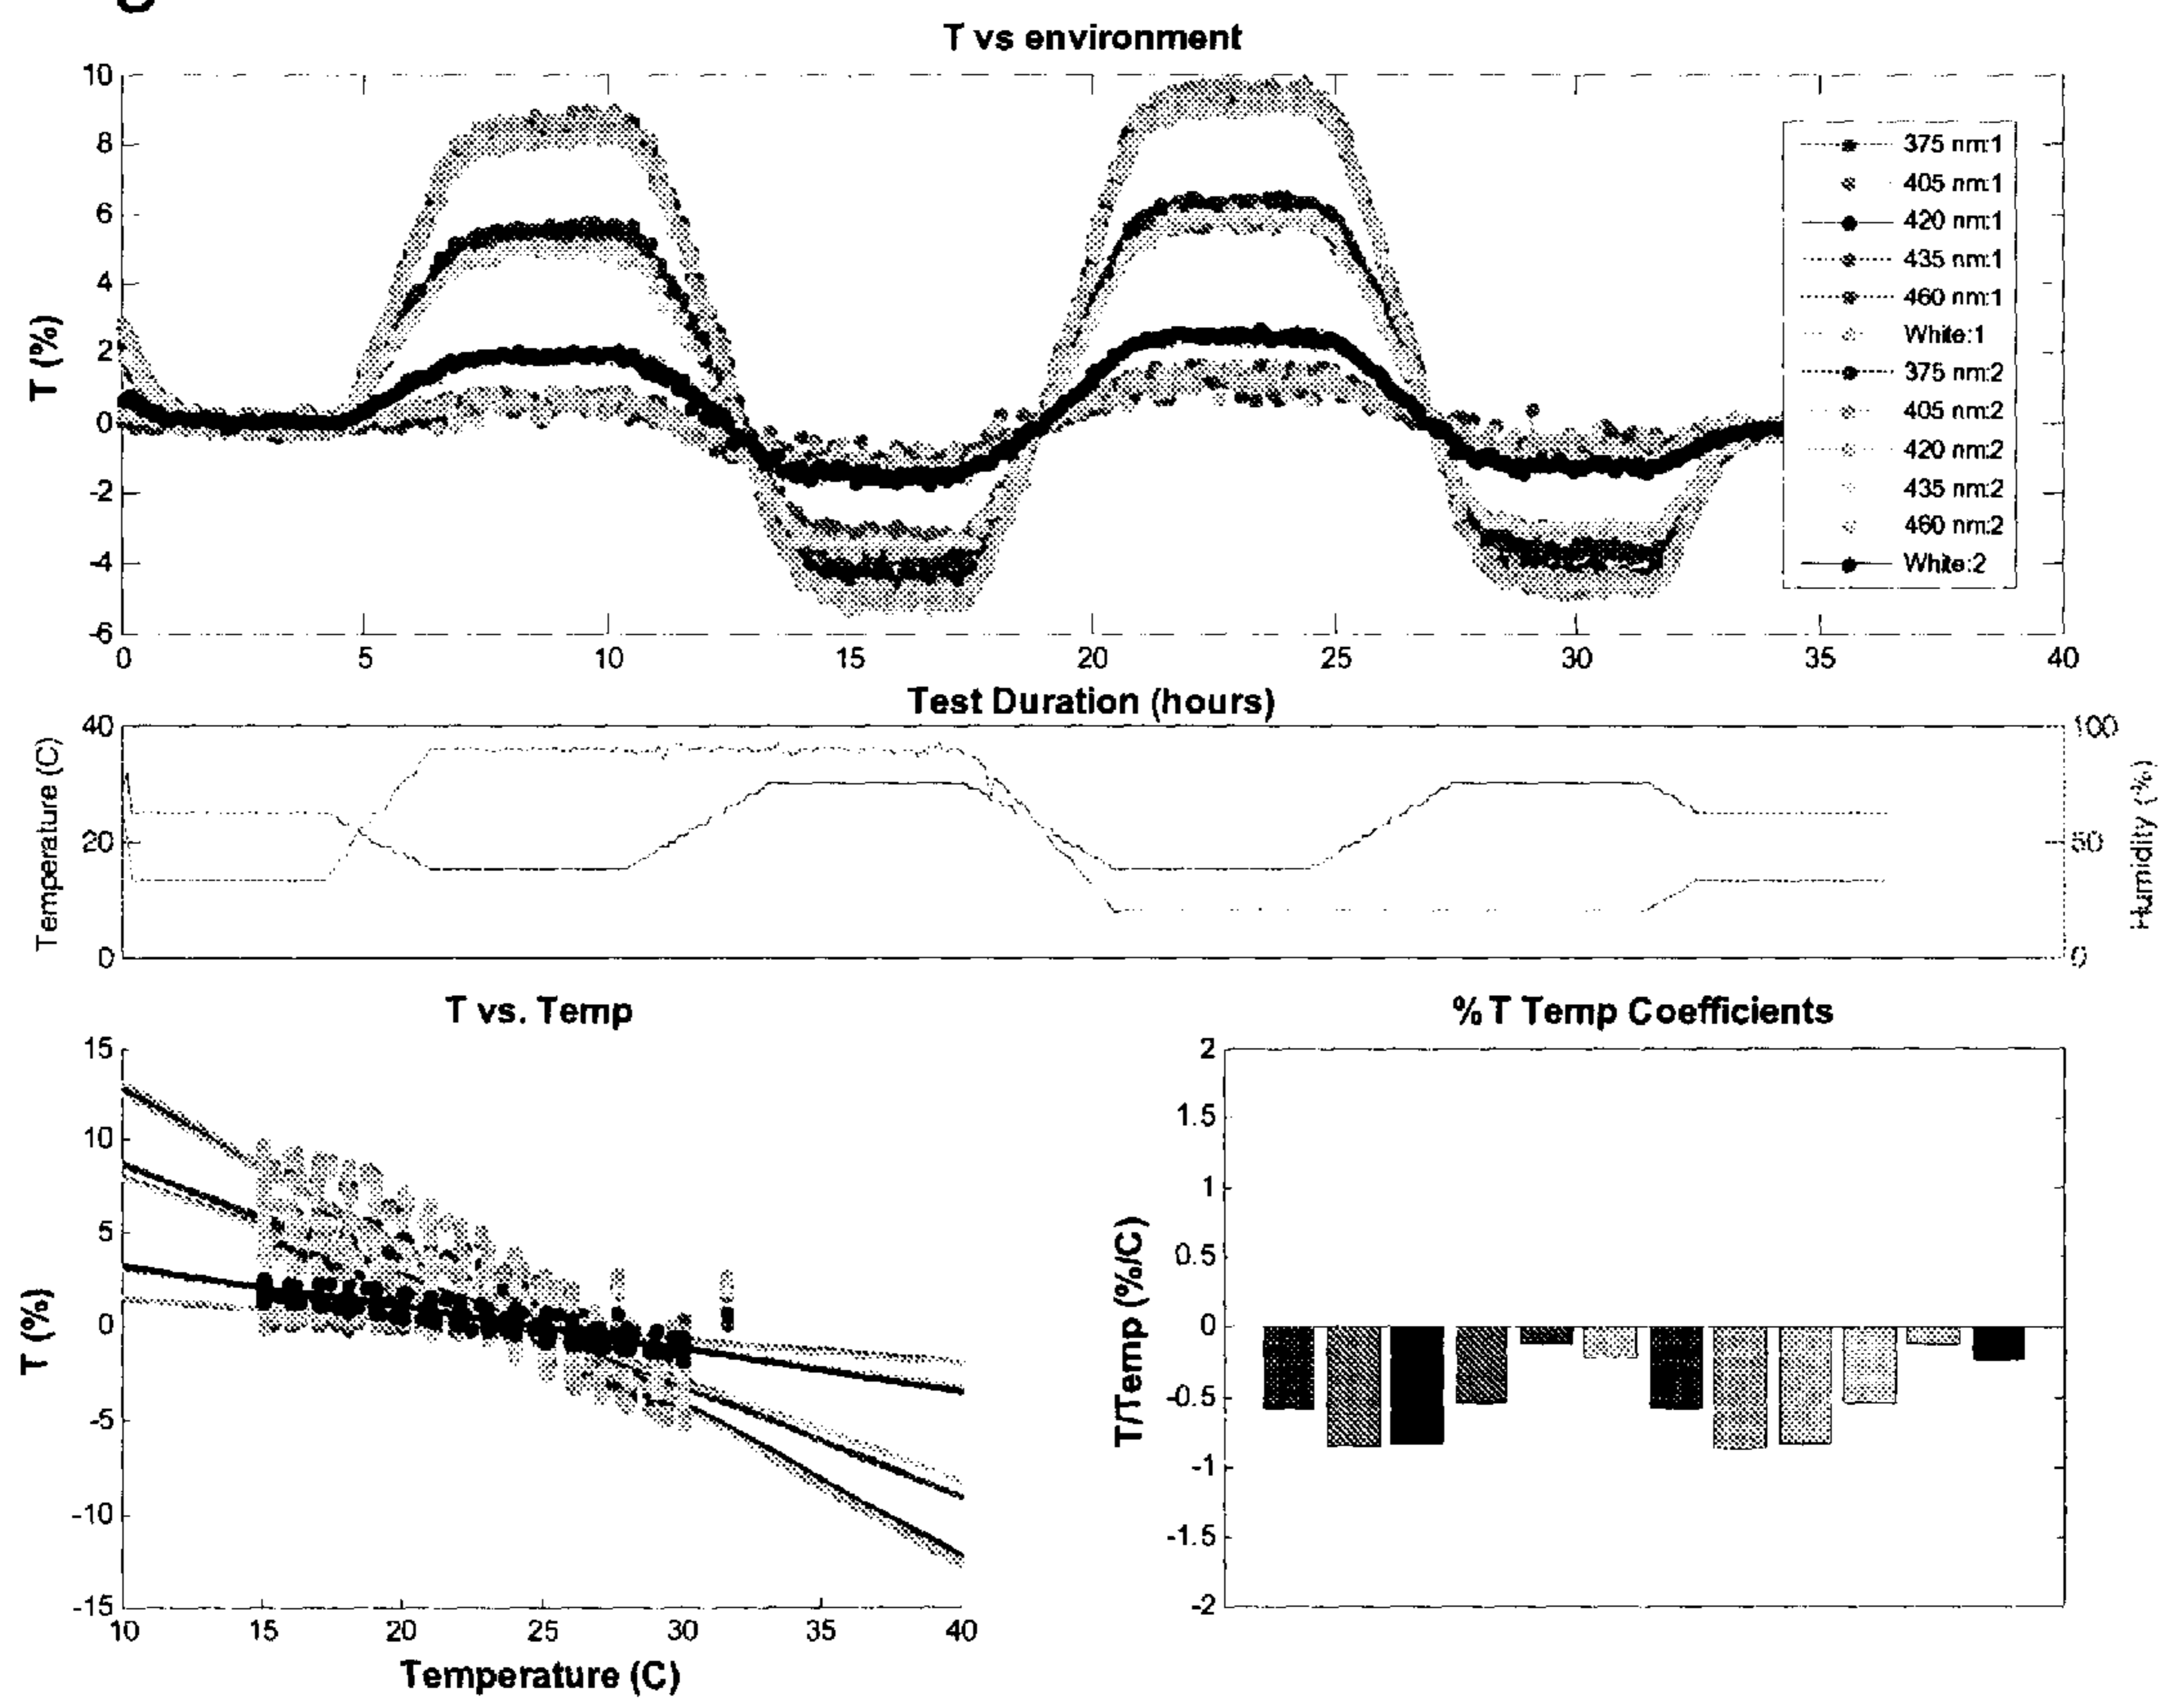 T vs environment
10
8
6
4
2
0
-2
-4
-6
T (%)
375 nm:1
405 nm:1
420 nm:1
435 nm:1
460 nm:1
White:1
375 nm:2
405 nm:2
420 nm:2
435 nm:2
460 nm:2
White:2
0 5 10 15 20 25 30 35 40
Test Duration (hours)
40
20
0
Temperature (C)
100
50
0
Humidity (%)
T vs. Temp
15
10
5
0
-5
-10
-15
T (%)
10 15 20 25 30 35 40
Temperature (C)
%T Temp Coefficients
2
1.5
1
0.5
0
-0.5
-1
-1.5
-2
T/Temp (%/C)